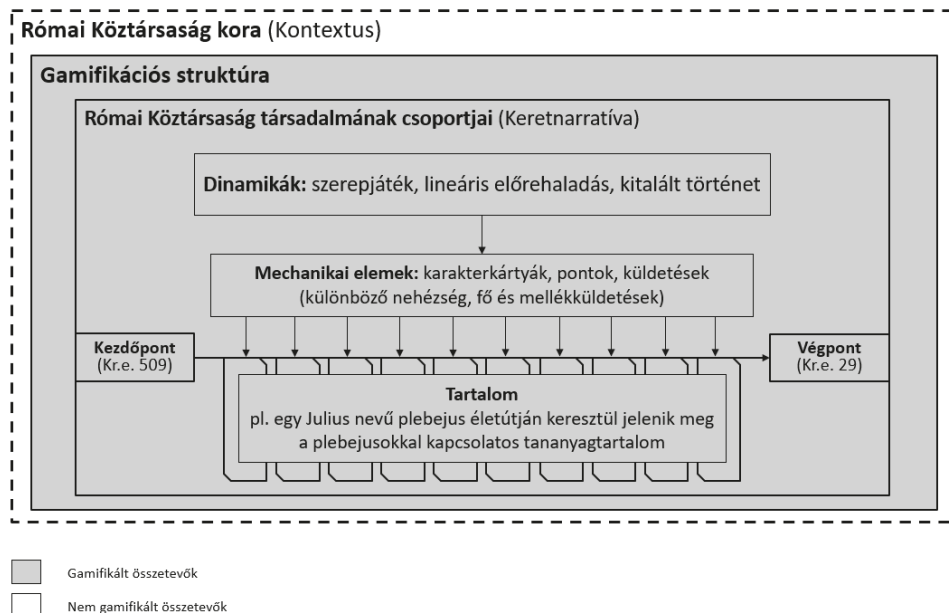 Római Köztársaság kora (Kontextus)
Gamifikációs struktúra
Római Köztársaság társadalmának csoportjai (Keretnarratíva)
Dinamikák: szerepjáték, lineáris előrehaladás, kitalált történet
Mechanikai elemek: karakterkártyák, pontok, küldetések
(különböző nehézség, fő és mellékküldetések)
Kezdőpont
(Kr.e. 509)
Végpont
(Kr.e. 29)
Tartalom
pl. egy Julius nevű plebejus életútján keresztül jelenik meg
a plebejusokkal kapcsolatos tananyagtartalom
Gamifikált összetevők
Nem gamifikált összetevők